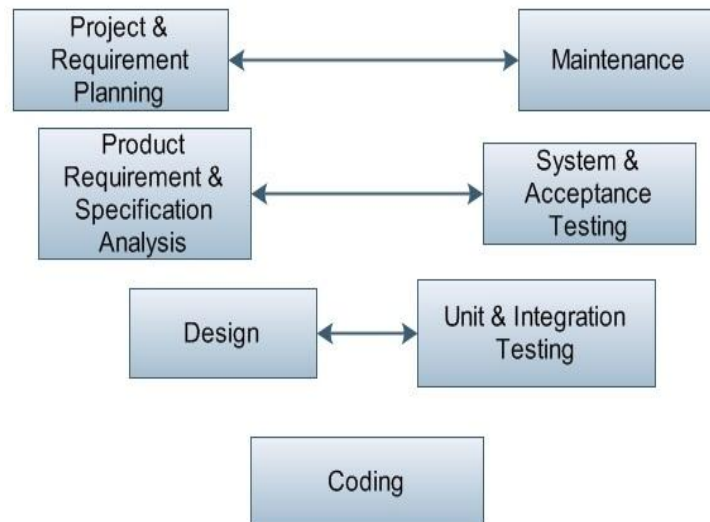 Project &
Requirement
Planning
Maintenance
Product
Requirement &
Specification
Analysis
System &
Acceptance
Testing
Design
Unit & Integration
Testing
Coding